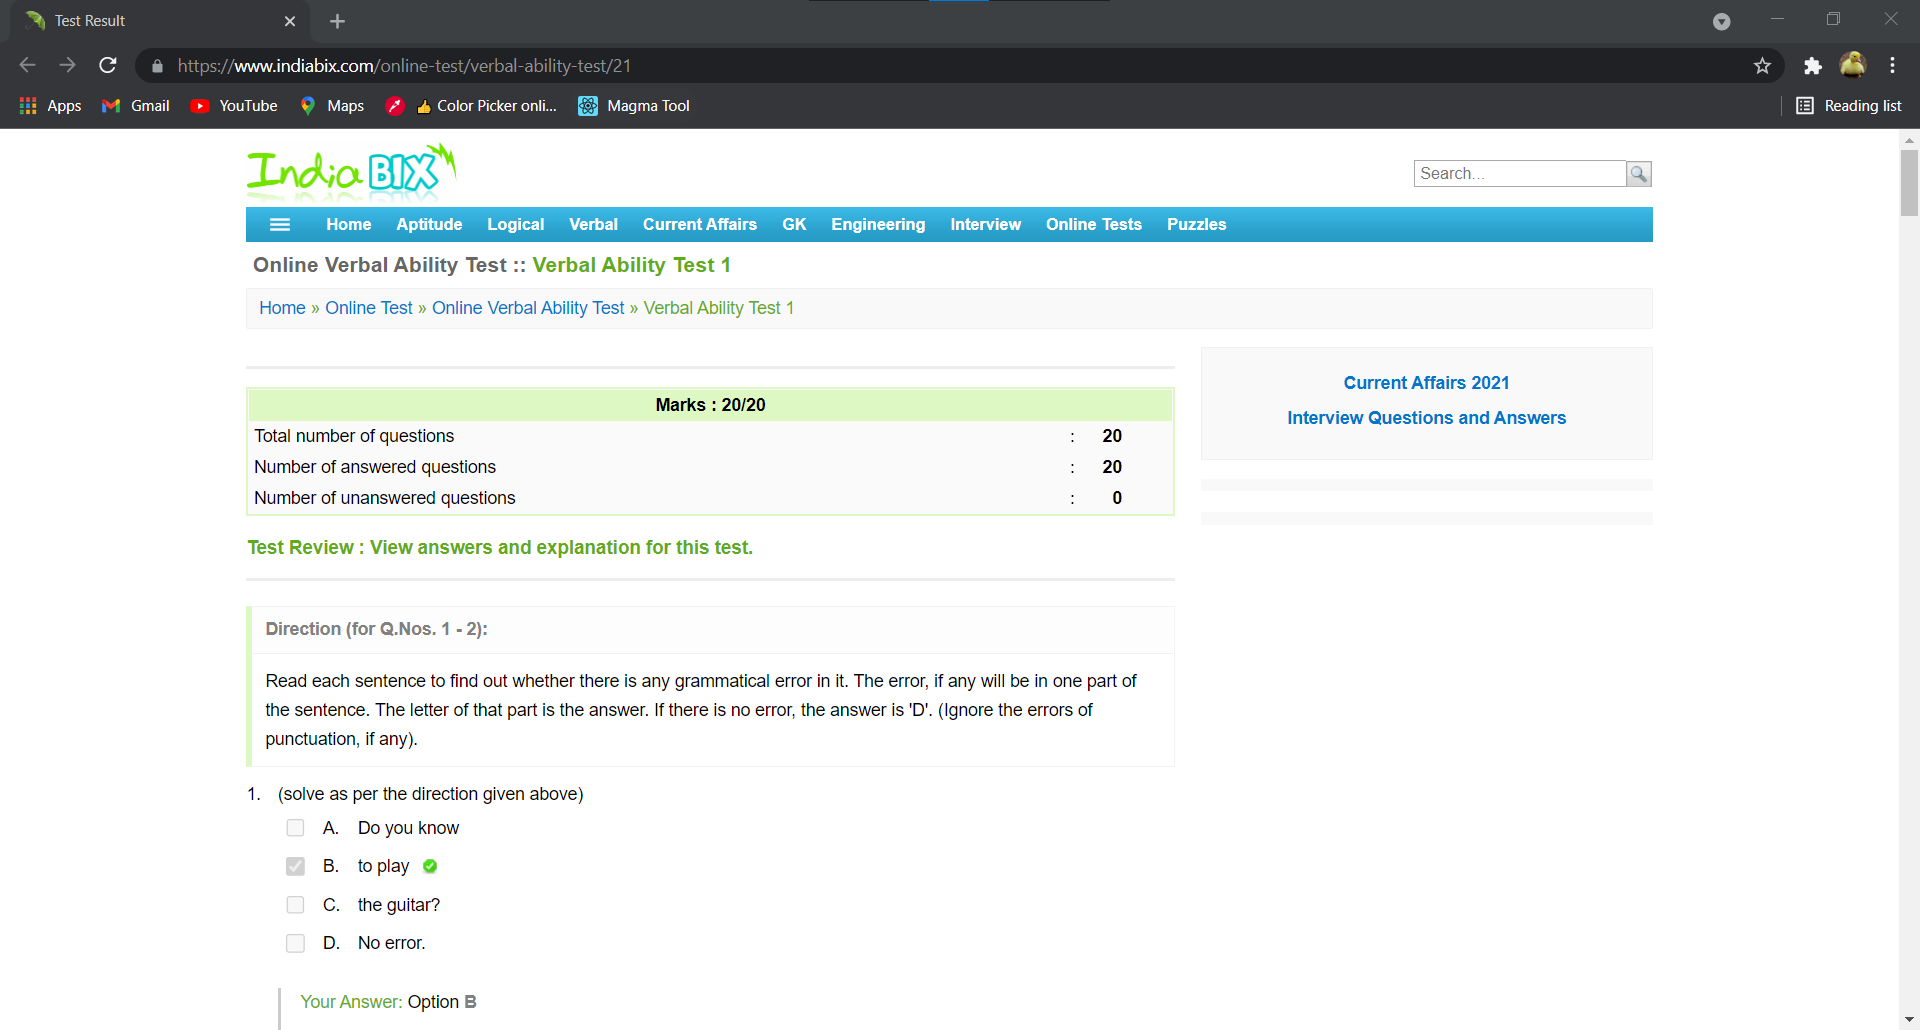 Test Result
https://www.indiabix.com/online-test/verbal-ability-test/21
Apps Gmail YouTube Maps 👍 Color Picker onli... Magma Tool Reading list
India BIX
Search...
Home Aptitude Logical Verbal Current Affairs GK Engineering Interview Online Tests Puzzles
Online Verbal Ability Test :: Verbal Ability Test 1
Home » Online Test » Online Verbal Ability Test » Verbal Ability Test 1
Current Affairs 2021
Interview Questions and Answers
Marks : 20/20
Total number of questions : 20
Number of answered questions : 20
Number of unanswered questions : 0
Test Review : View answers and explanation for this test.
Direction (for Q.Nos. 1 - 2):
Read each sentence to find out whether there is any grammatical error in it. The error, if any will be in one part of
the sentence. The letter of that part is the answer. If there is no error, the answer is 'D'. (Ignore the errors of
punctuation, if any).
1. (solve as per the direction given above)
A. Do you know
B. to play
C. the guitar?
D. No error.
Your Answer: Option B